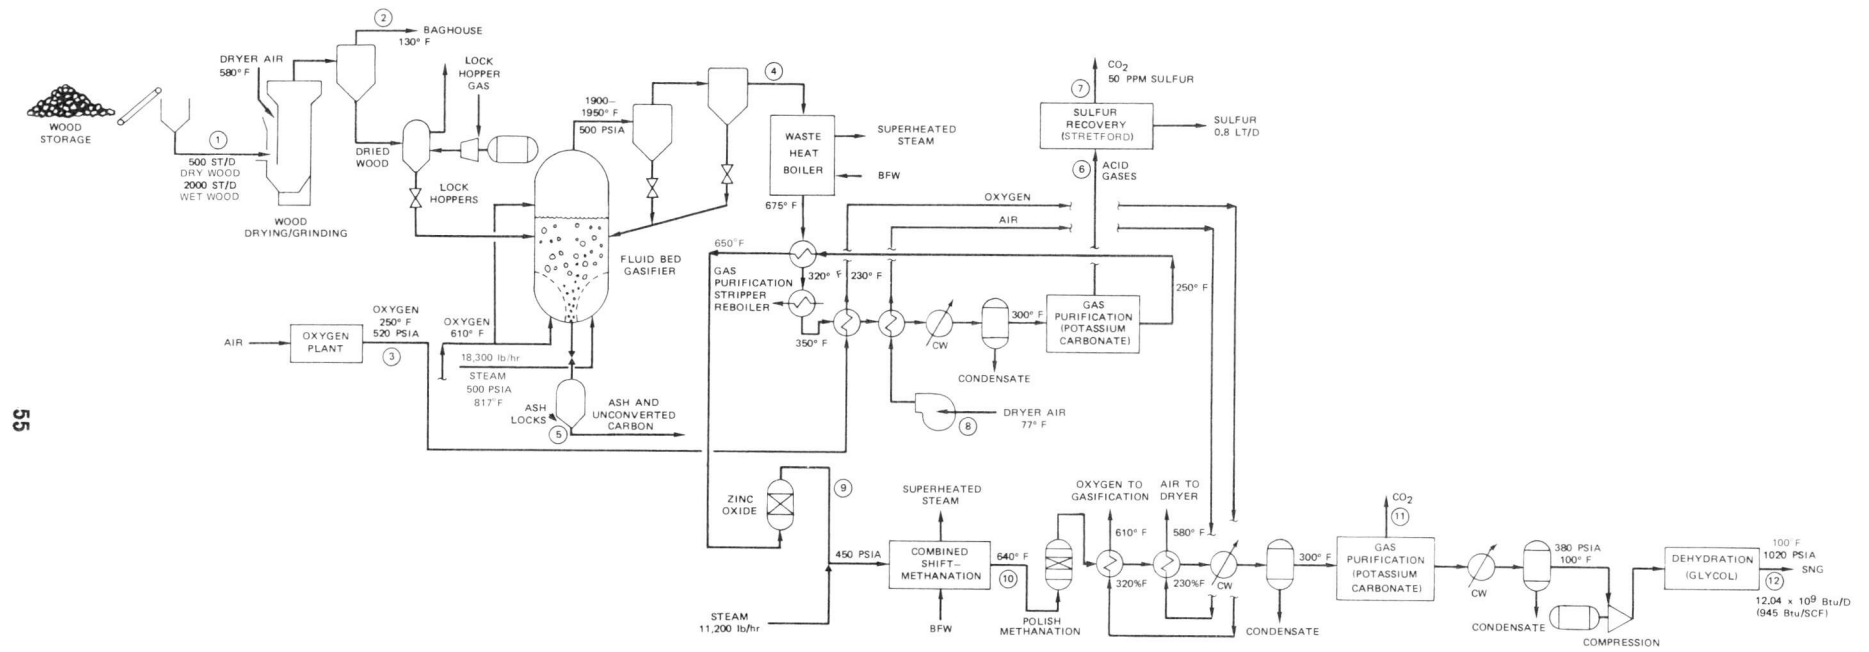 2
BAGHOUSE
130° F
DRYER AIR
580° F
LOCK
HOPPER
GAS
WOOD
STORAGE
1
500 ST/D
DRY WOOD
2000 ST/D
WET WOOD
WOOD
DRYING/GRINDING
DRIED
WOOD
LOCK
HOPPERS
1900–
1950° F
500 PSIA
4
FLUID BED
GASIFIER
WASTE
HEAT
BOILER
SUPERHEATED
STEAM
BFW
675° F
CO2
50 PPM SULFUR
7
SULFUR
RECOVERY
(STRETFORD)
SULFUR
0.8 LT/D
6
ACID
GASES
OXYGEN
AIR
650°F
320° F
230° F
250° F
GAS
PURIFICATION
STRIPPER
REBOILER
350° F
CW
300° F
GAS
PURIFICATION
(POTASSIUM
CARBONATE)
CONDENSATE
AIR
OXYGEN
PLANT
OXYGEN
250° F
520 PSIA
3
OXYGEN
610° F
18,300 lb/hr
STEAM
500 PSIA
817°F
ASH
LOCKS
5
ASH AND
UNCONVERTED
CARBON
DRYER AIR
77° F
8
55
ZINC
OXIDE
9
SUPERHEATED
STEAM
450 PSIA
COMBINED
SHIFT–
METHANATION
640° F
10
BFW
STEAM
11,200 lb/hr
POLISH
METHANATION
OXYGEN TO
GASIFICATION
AIR TO
DRYER
610° F
580° F
320%F
230%F
CW
CONDENSATE
300° F
CO2
11
GAS
PURIFICATION
(POTASSIUM
CARBONATE)
CW
380 PSIA
100° F
CONDENSATE
COMPRESSION
DEHYDRATION
(GLYCOL)
100°F
1020 PSIA
SNG
12
12.04 x 10⁹ Btu/D
(945 Btu/SCF)